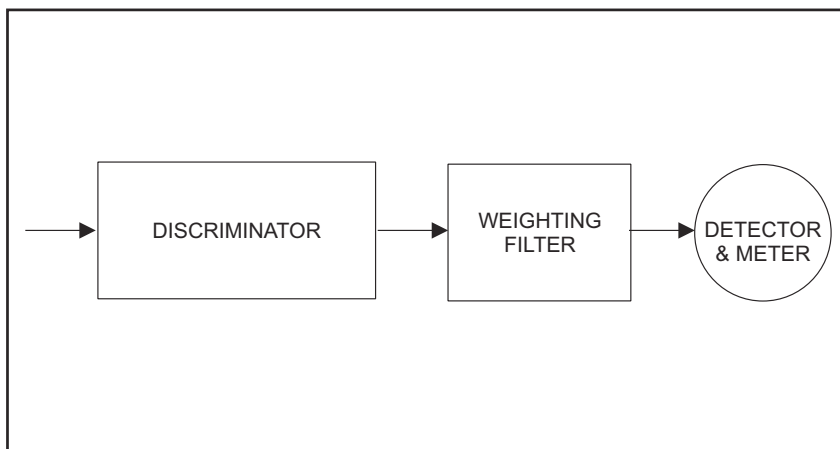 DISCRIMINATOR
WEIGHTING
FILTER
DETECTOR
& METER